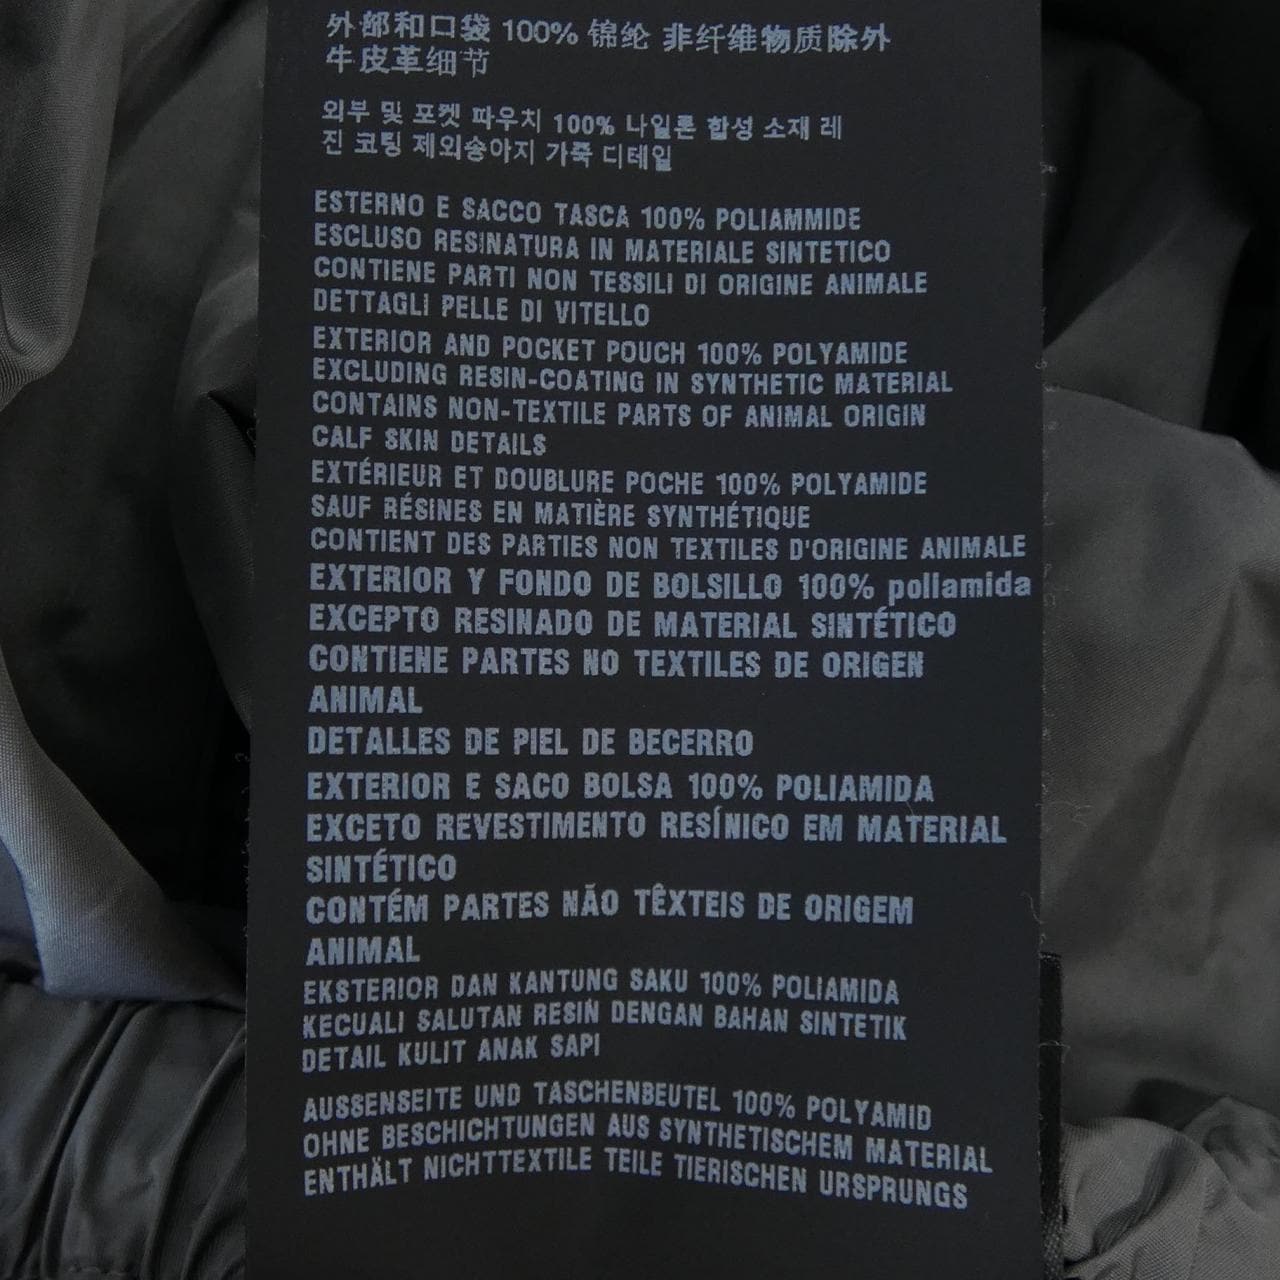 外部和口袋 100% 锦纶 非纤维物质除外
牛皮革细节
외부 및 포켓 파우치 100% 나일론 합성 소재 레
진 코팅 제외송아지 가죽 디테일
ESTERNO E SACCO TASCA 100% POLIAMMIDE
ESCLUSO RESINATURA IN MATERIALE SINTETICO
CONTIENE PARTI NON TESSILI DI ORIGINE ANIMALE
DETTAGLI PELLE DI VITELLO
EXTERIOR AND POCKET POUCH 100% POLYAMIDE
EXCLUDING RESIN-COATING IN SYNTHETIC MATERIAL
CONTAINS NON-TEXTILE PARTS OF ANIMAL ORIGIN
CALF SKIN DETAILS
EXTÉRIEUR ET DOUBLURE POCHE 100% POLYAMIDE
SAUF RÉSINES EN MATIÈRE SYNTHÉTIQUE
CONTIENT DES PARTIES NON TEXTILES D'ORIGINE ANIMALE
EXTERIOR Y FONDO DE BOLSILLO 100% poliamida
EXCEPTO RESINADO DE MATERIAL SINTÉTICO
CONTIENE PARTES NO TEXTILES DE ORIGEN
ANIMAL
DETALLES DE PIEL DE BECERRO
EXTERIOR E SACO BOLSA 100% POLIAMIDA
EXCETO REVESTIMENTO RESÍNICO EM MATERIAL
SINTÉTICO
CONTÉM PARTES NÃO TÊXTEIS DE ORIGEM
ANIMAL
EKSTERIOR DAN KANTUNG SAKU 100% POLIAMIDA
KECUALI SALUTAN RESIN DENGAN BAHAN SINTETIK
DETAIL KULIT ANAK SAPI
AUSSENSEITE UND TASCHENBEUTEL 100% POLYAMID
OHNE BESCHICHTUNGEN AUS SYNTHETISCHEM MATERIAL
ENTHÄLT NICHTTEXTILE TEILE TIERISCHEN URSPRUNGS